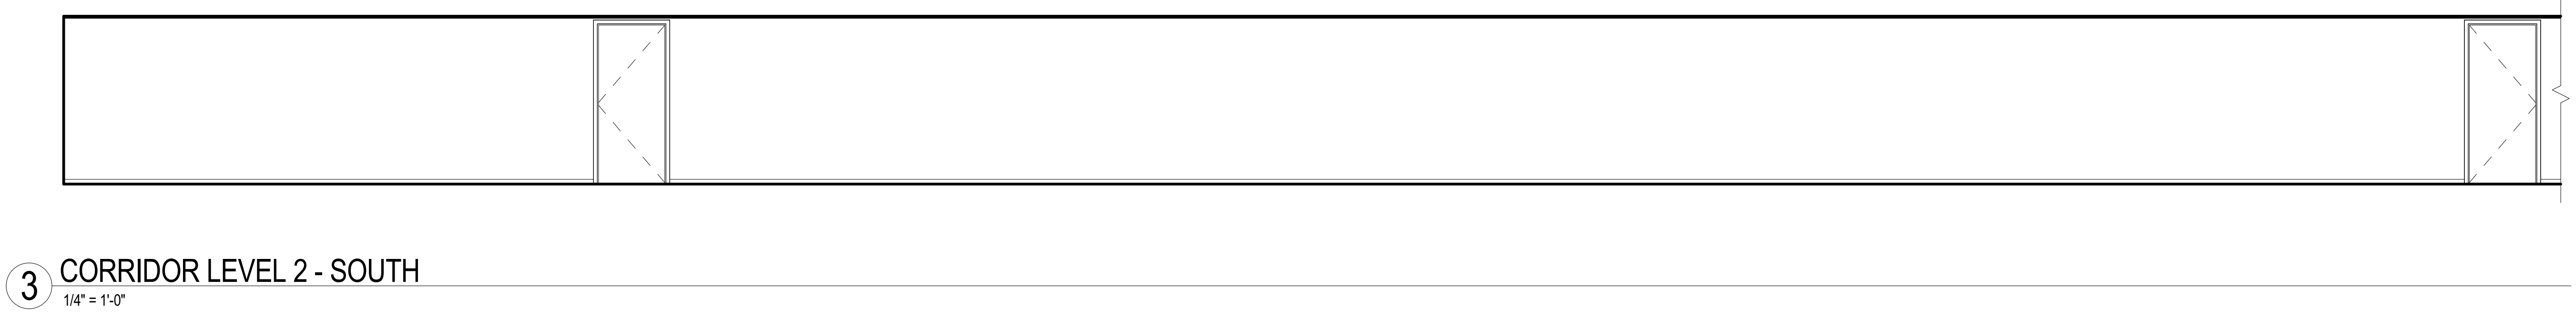 3
CORRIDOR LEVEL 2 - SOUTH
1/4" = 1'-0"